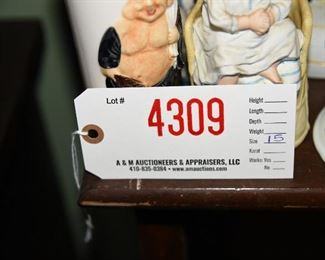 Lot #
4309
Height
Length
Depth
Weight
Size 15
Karat
Works: Yes
No
A & M AUCTIONEERS & APPRAISERS, LLC
410-835-0384 • www.amauctions.com